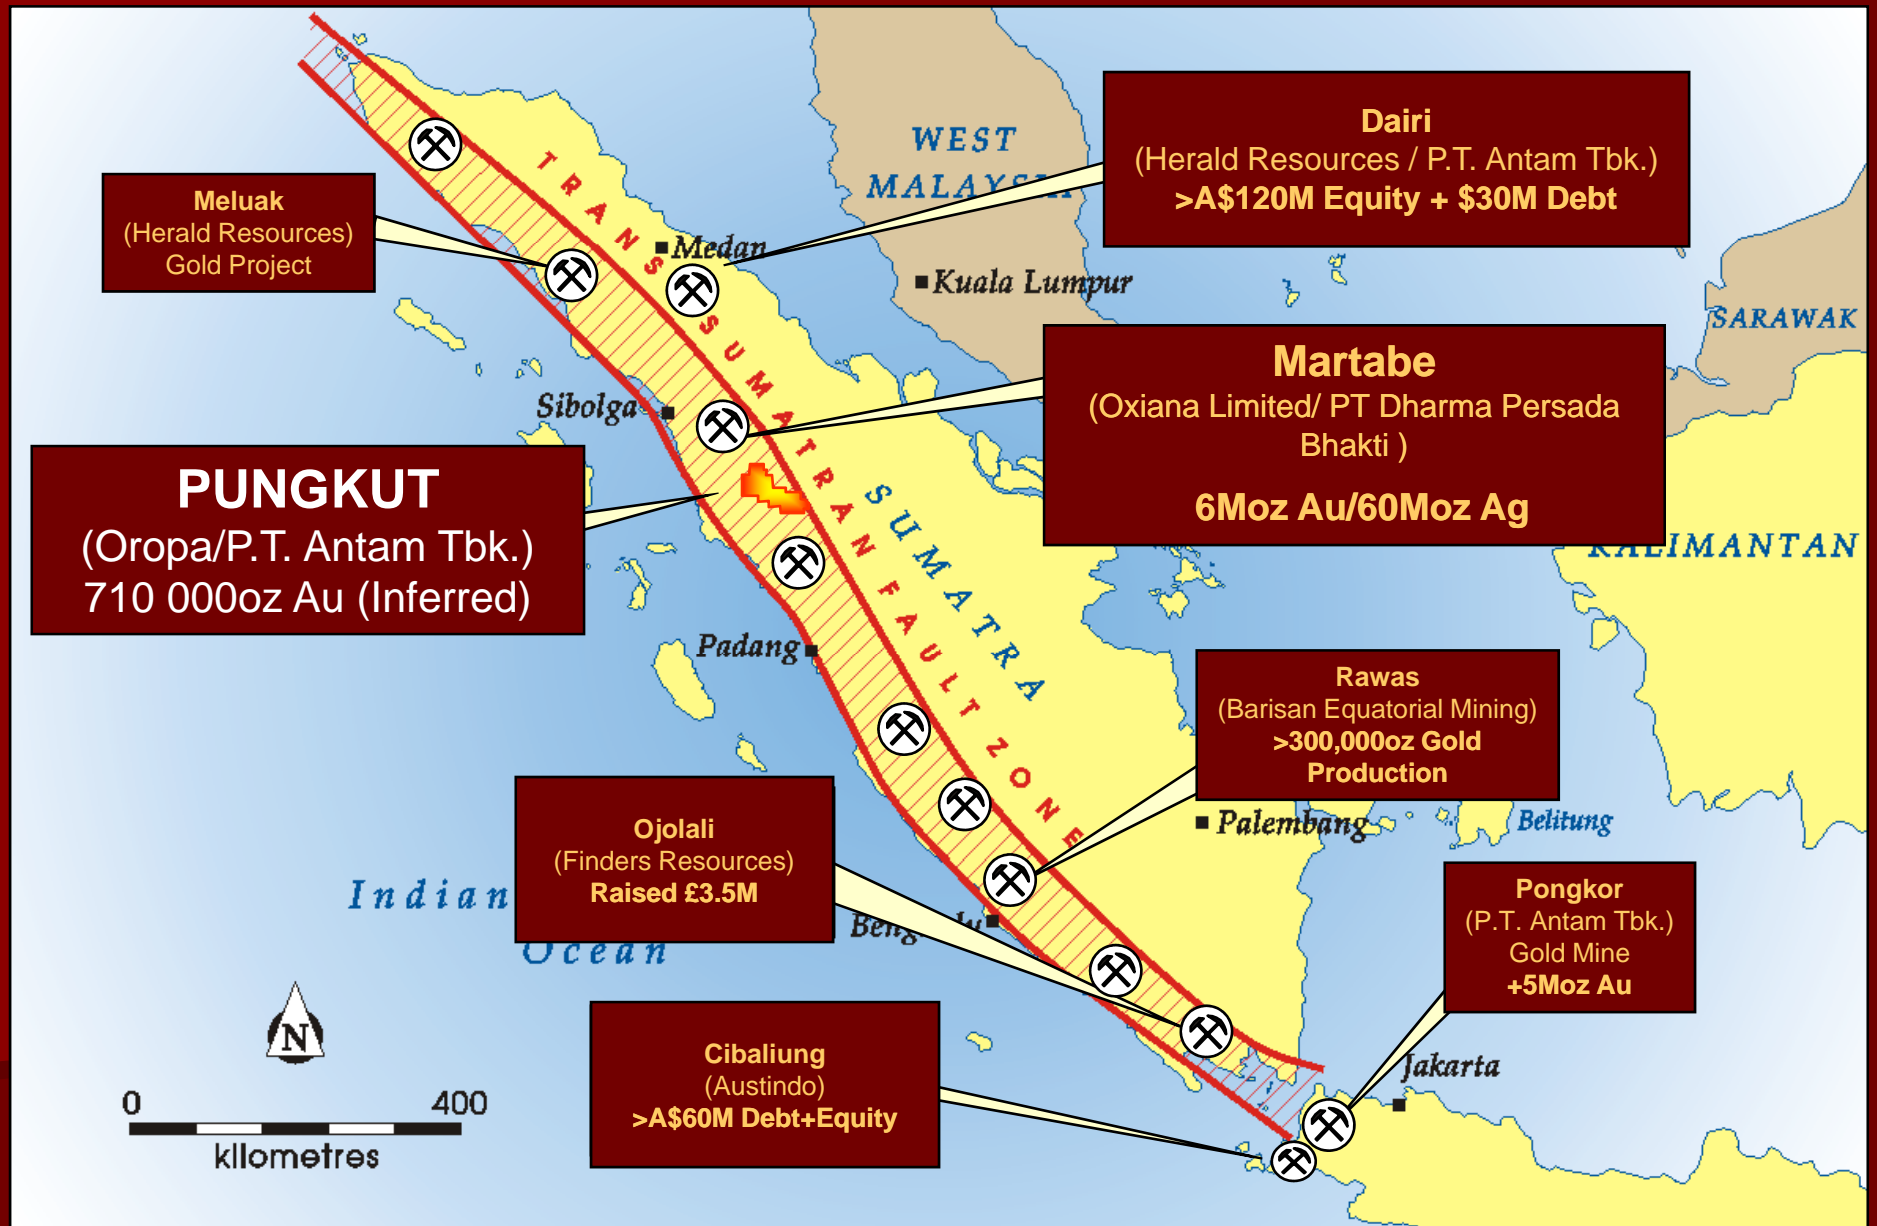 WEST
MALAYSIA
Dairi
(Herald Resources / P.T. Antam Tbk.)
>A$120M Equity + $30M Debt
Meluak
(Herald Resources)
Gold Project
Medan
Kuala Lumpur
SARAWAK
TRANS SUMATRAN FAULT ZONE
Martabe
(Oxiana Limited/ PT Dharma Persada
Bhakti )
6Moz Au/60Moz Ag
Sibolga
PUNGKUT
(Oropa/P.T. Antam Tbk.)
710 000oz Au (Inferred)
SUMATRA
KALIMANTAN
Padang
Rawas
(Barisan Equatorial Mining)
>300,000oz Gold
Production
Palembang
Belitung
Ojolali
(Finders Resources)
Raised £3.5M
Indian
Ocean
Pongkor
(P.T. Antam Tbk.)
Gold Mine
+5Moz Au
Cibaliung
(Austindo)
>A$60M Debt+Equity
Jakarta
N
0 400
kilometres